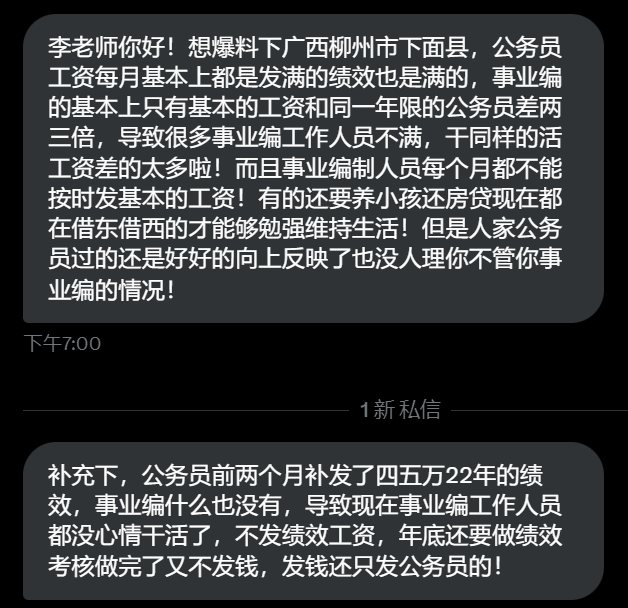 李老师你好！想爆料下广西柳州市下面县，公务员
工资每月基本上都是发满的绩效也是满的，事业编
的基本上只有基本的工资和同一年限的公务员差两
三倍，导致很多事业编工作人员不满，干同样的活
工资差的太多啦！而且事业编制人员每个月都不能
按时发基本的工资！有的还要养小孩还房贷现在都
在借东借西的才能够勉强维持生活！但是人家公务
员过的还是好好的向上反映了也没人理你不管你事
业编的情况！
下午7:00
1 新 私信
补充下，公务员前两个月补发了四五万22年的绩
效，事业编什么也没有，导致现在事业编工作人员
都没心情干活了，不发绩效工资，年底还要做绩效
考核做完了又不发钱，发钱还只发公务员的！